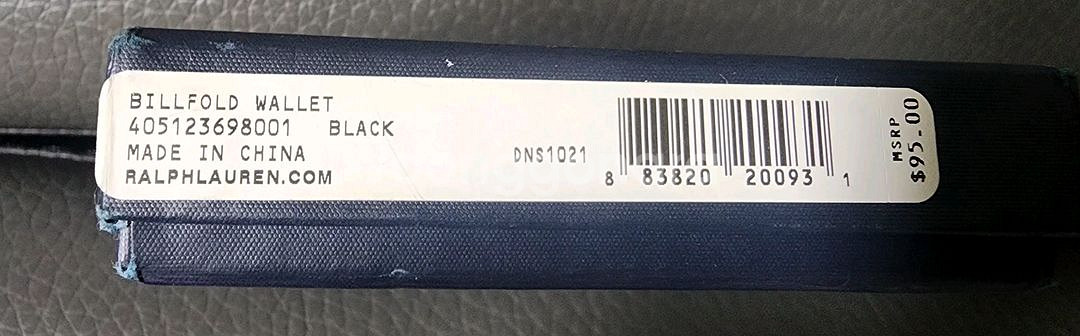 BILLFOLD WALLET
405123698001 BLACK
MADE IN CHINA
RALPHLAUREN.COM
DNS1021
8 83820 20093 1
MSRP
$95.00